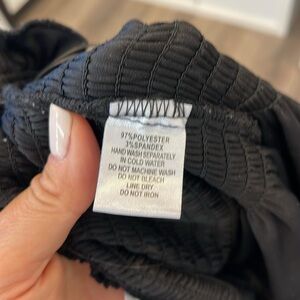 97%POLYESTER
3%SPANDEX
HAND WASH SEPARATELY
IN COLD WATER
DO NOT MACHINE WASH
DO NOT BLEACH
LINE DRY
DO NOT IRON